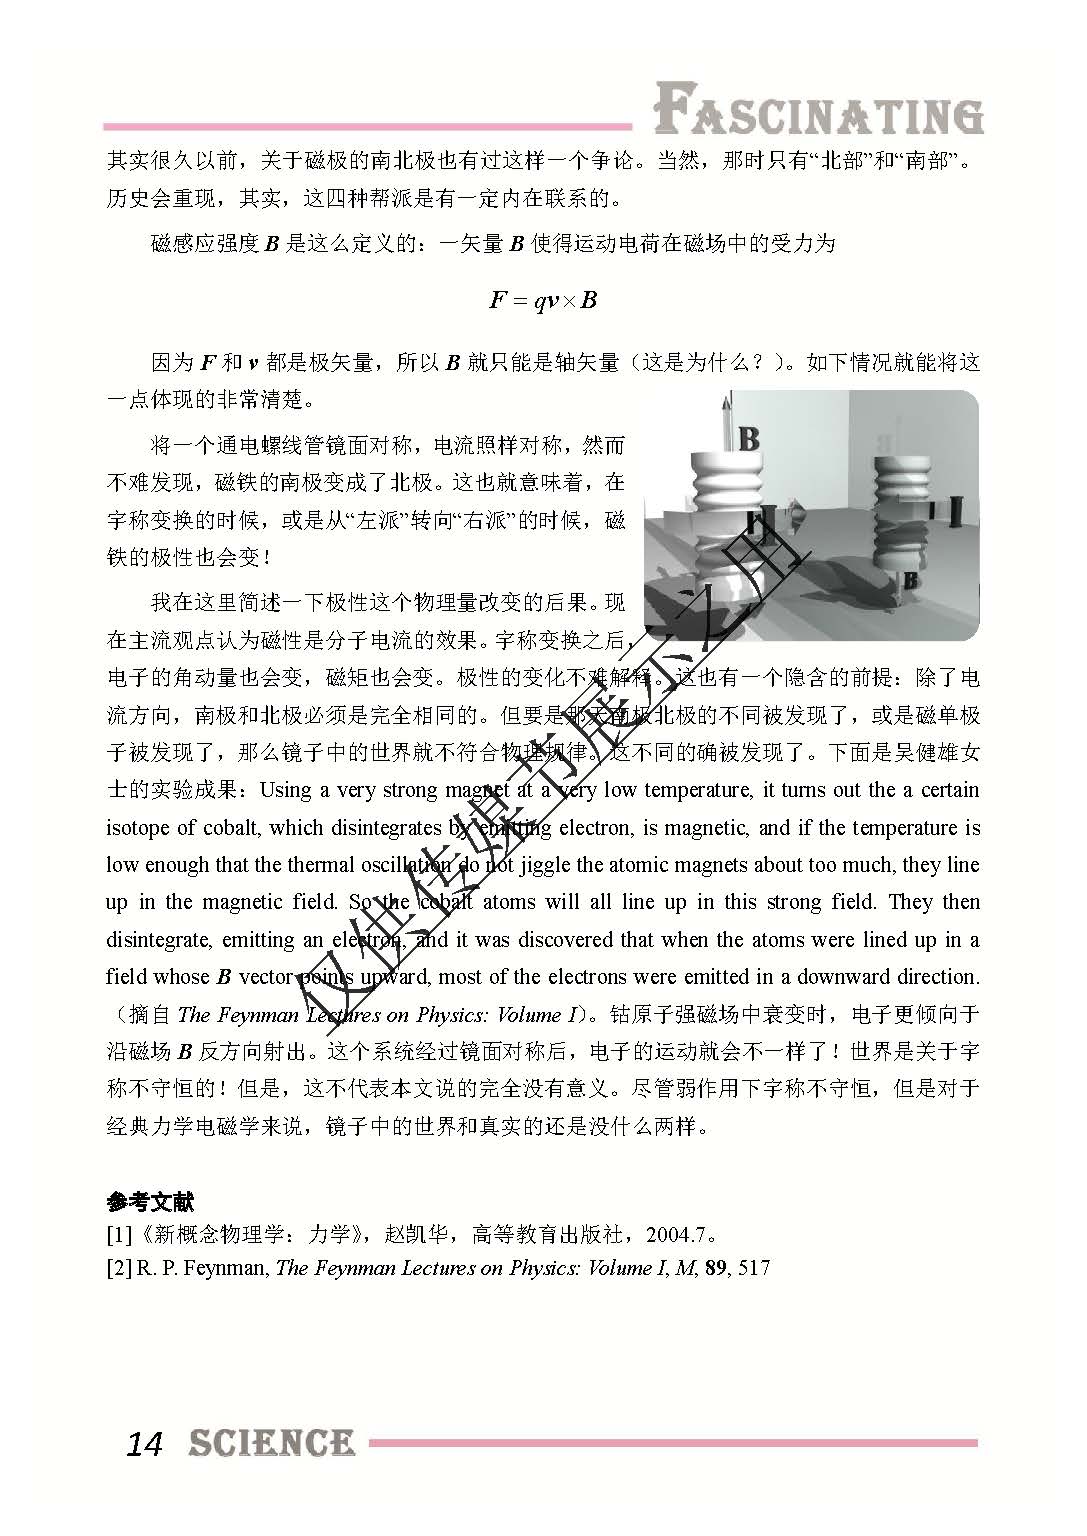 FASCINATING
其实很久以前，关于磁极的南北极也有过这样一个争论。当然，那时只有“北部”和“南部”。
历史会重现，其实，这四种帮派是有一定内在联系的。
磁感应强度 B 是这么定义的：一矢量 B 使得运动电荷在磁场中的受力为
F = qv × B
因为 F 和 v 都是极矢量，所以 B 就只能是轴矢量（这是为什么？）。如下情况就能将这
一点体现的非常清楚。
将一个通电螺线管镜面对称，电流照样对称，然而
不难发现，磁铁的南极变成了北极。这也就意味着，在
宇称变换的时候，或是从“左派”转向“右派”的时候，磁
铁的极性也会变！
B
I
I
B
我在这里简述一下极性这个物理量改变的后果。现
在主流观点认为磁性是分子电流的效果。宇称变换之后，
电子的角动量也会变，磁矩也会变。极性的变化不难解释。这也有一个隐含的前提：除了电
流方向，南极和北极必须是完全相同的。但要是那天南极北极的不同被发现了，或是磁单极
子被发现了，那么镜子中的世界就不符合物理规律。这不同的确被发现了。下面是吴健雄女
士的实验成果：Using a very strong magnet at a very low temperature, it turns out the a certain
isotope of cobalt, which disintegrates by emitting electron, is magnetic, and if the temperature is
low enough that the thermal oscillation do not jiggle the atomic magnets about too much, they line
up in the magnetic field. So the cobalt atoms will all line up in this strong field. They then
disintegrate, emitting an electron, and it was discovered that when the atoms were lined up in a
field whose B vector points upward, most of the electrons were emitted in a downward direction.
（摘自 The Feynman Lectures on Physics: Volume I）。钴原子强磁场中衰变时，电子更倾向于
沿磁场 B 反方向射出。这个系统经过镜面对称后，电子的运动就会不一样了！世界是关于宇
称不守恒的！但是，这不代表本文说的完全没有意义。尽管弱作用下宇称不守恒，但是对于
经典力学电磁学来说，镜子中的世界和真实的还是没什么两样。
仅供传媒节展示之用
参考文献
[1]《新概念物理学：力学》，赵凯华，高等教育出版社，2004.7。
[2] R. P. Feynman, The Feynman Lectures on Physics: Volume I, M, 89, 517
14 SCIENCE